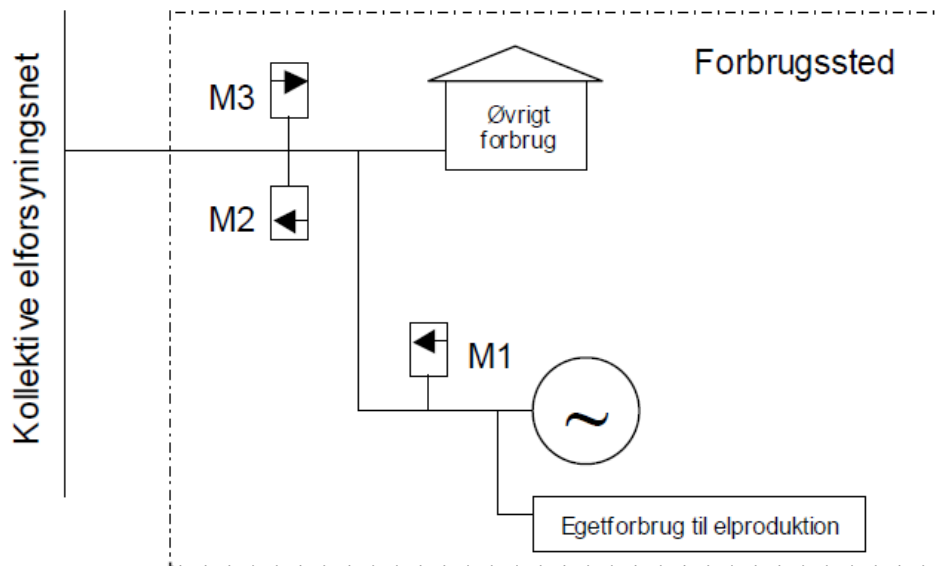 Kollektive elforsyningsnet
Forbrugssted
M3
Øvrigt
forbrug
M2
M1
~
Egetforbrug til elproduktion